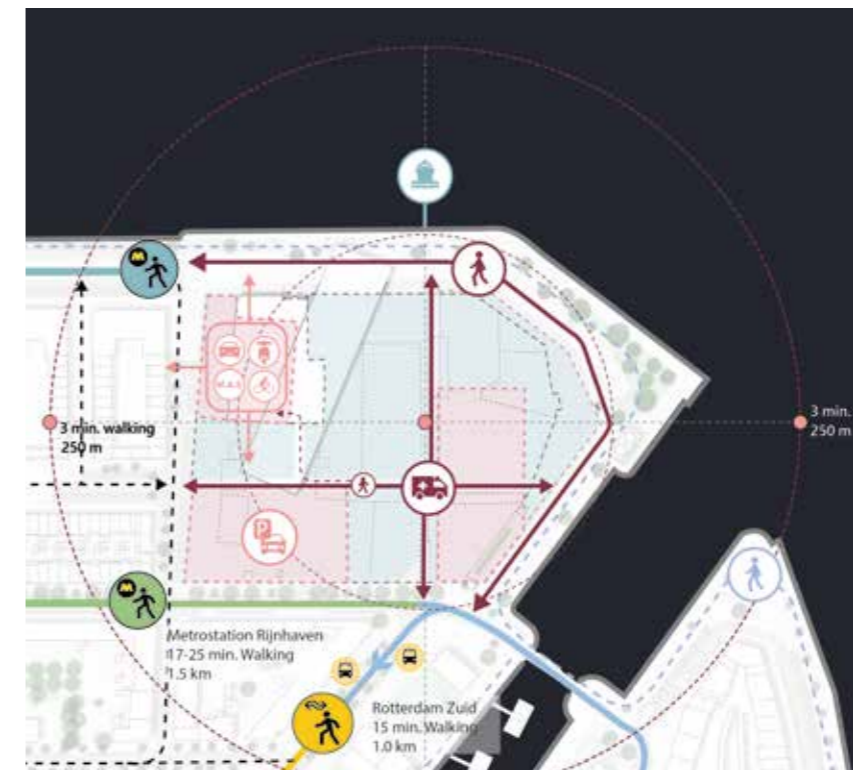 M
3 min. walking
250 m
3 min.
250 m
P
M
Metrostation Rijnhaven
17-25 min. Walking
1.5 km
Rotterdam Zuid
15 min. Walking
1.0 km